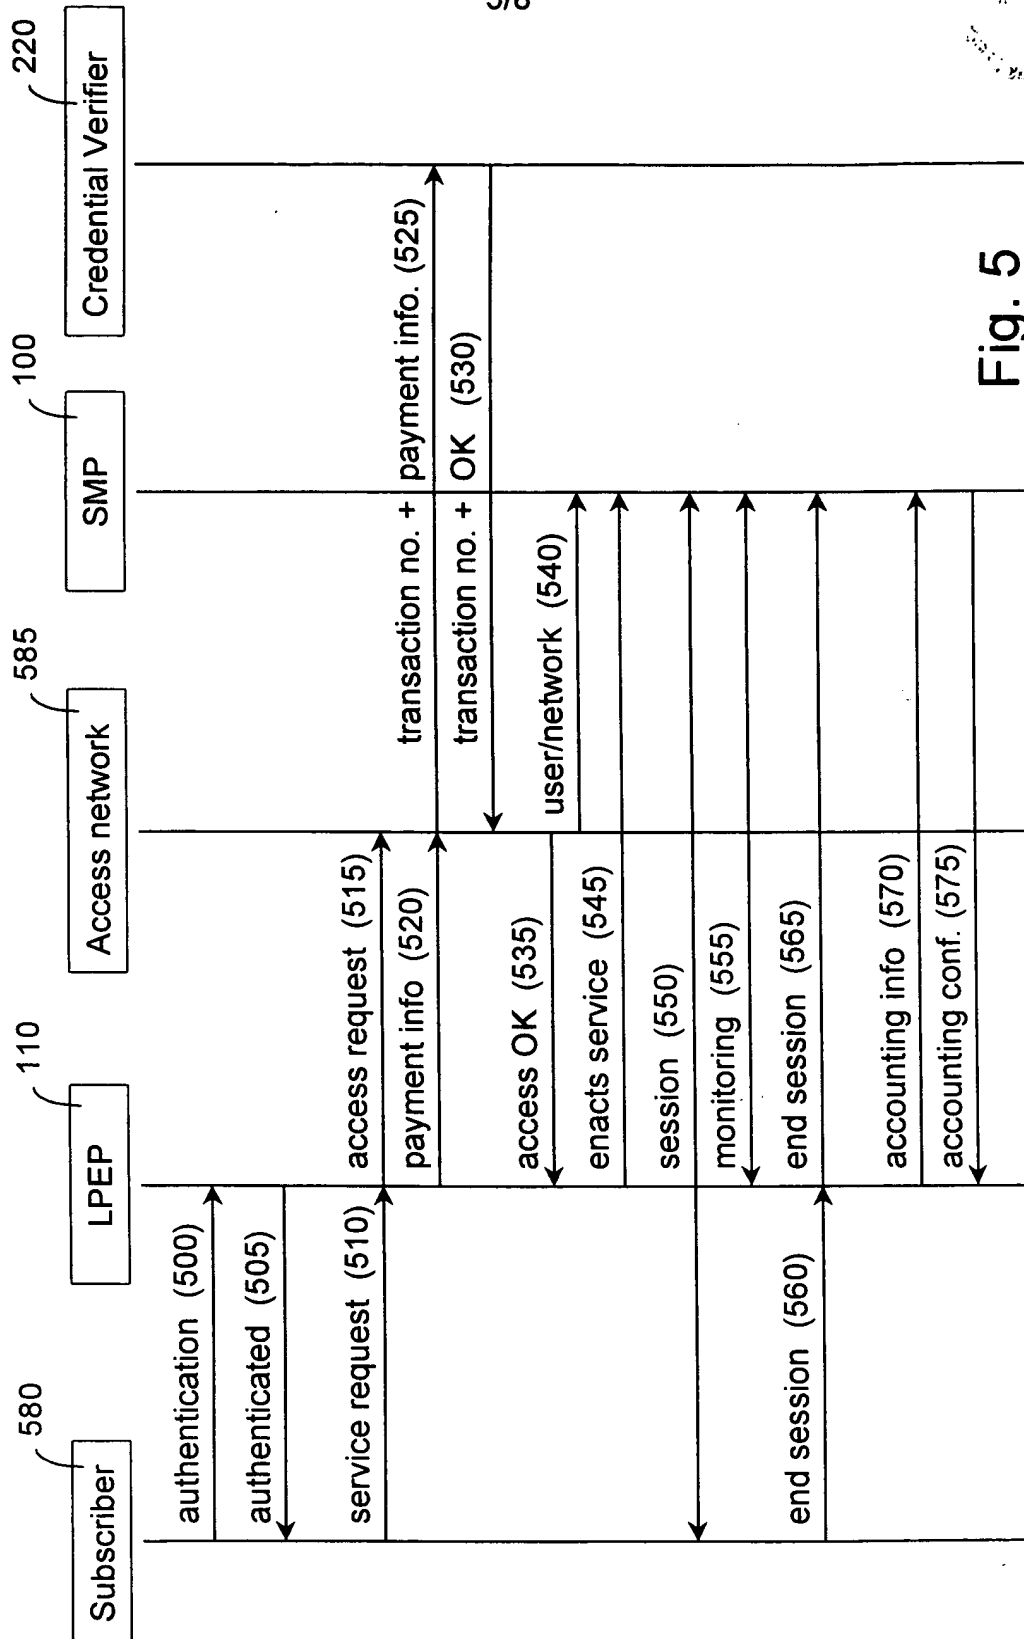 5/8
Subscriber
580
LPEP
110
Access network
585
SMP
100
Credential Verifier
220
authentication (500)
authenticated (505)
service request (510)
access request (515)
payment info (520)
transaction no. + payment info. (525)
transaction no. + OK (530)
access OK (535)
user/network (540)
enacts service (545)
session (550)
monitoring (555)
end session (560)
end session (565)
accounting info (570)
accounting conf. (575)
Fig. 5